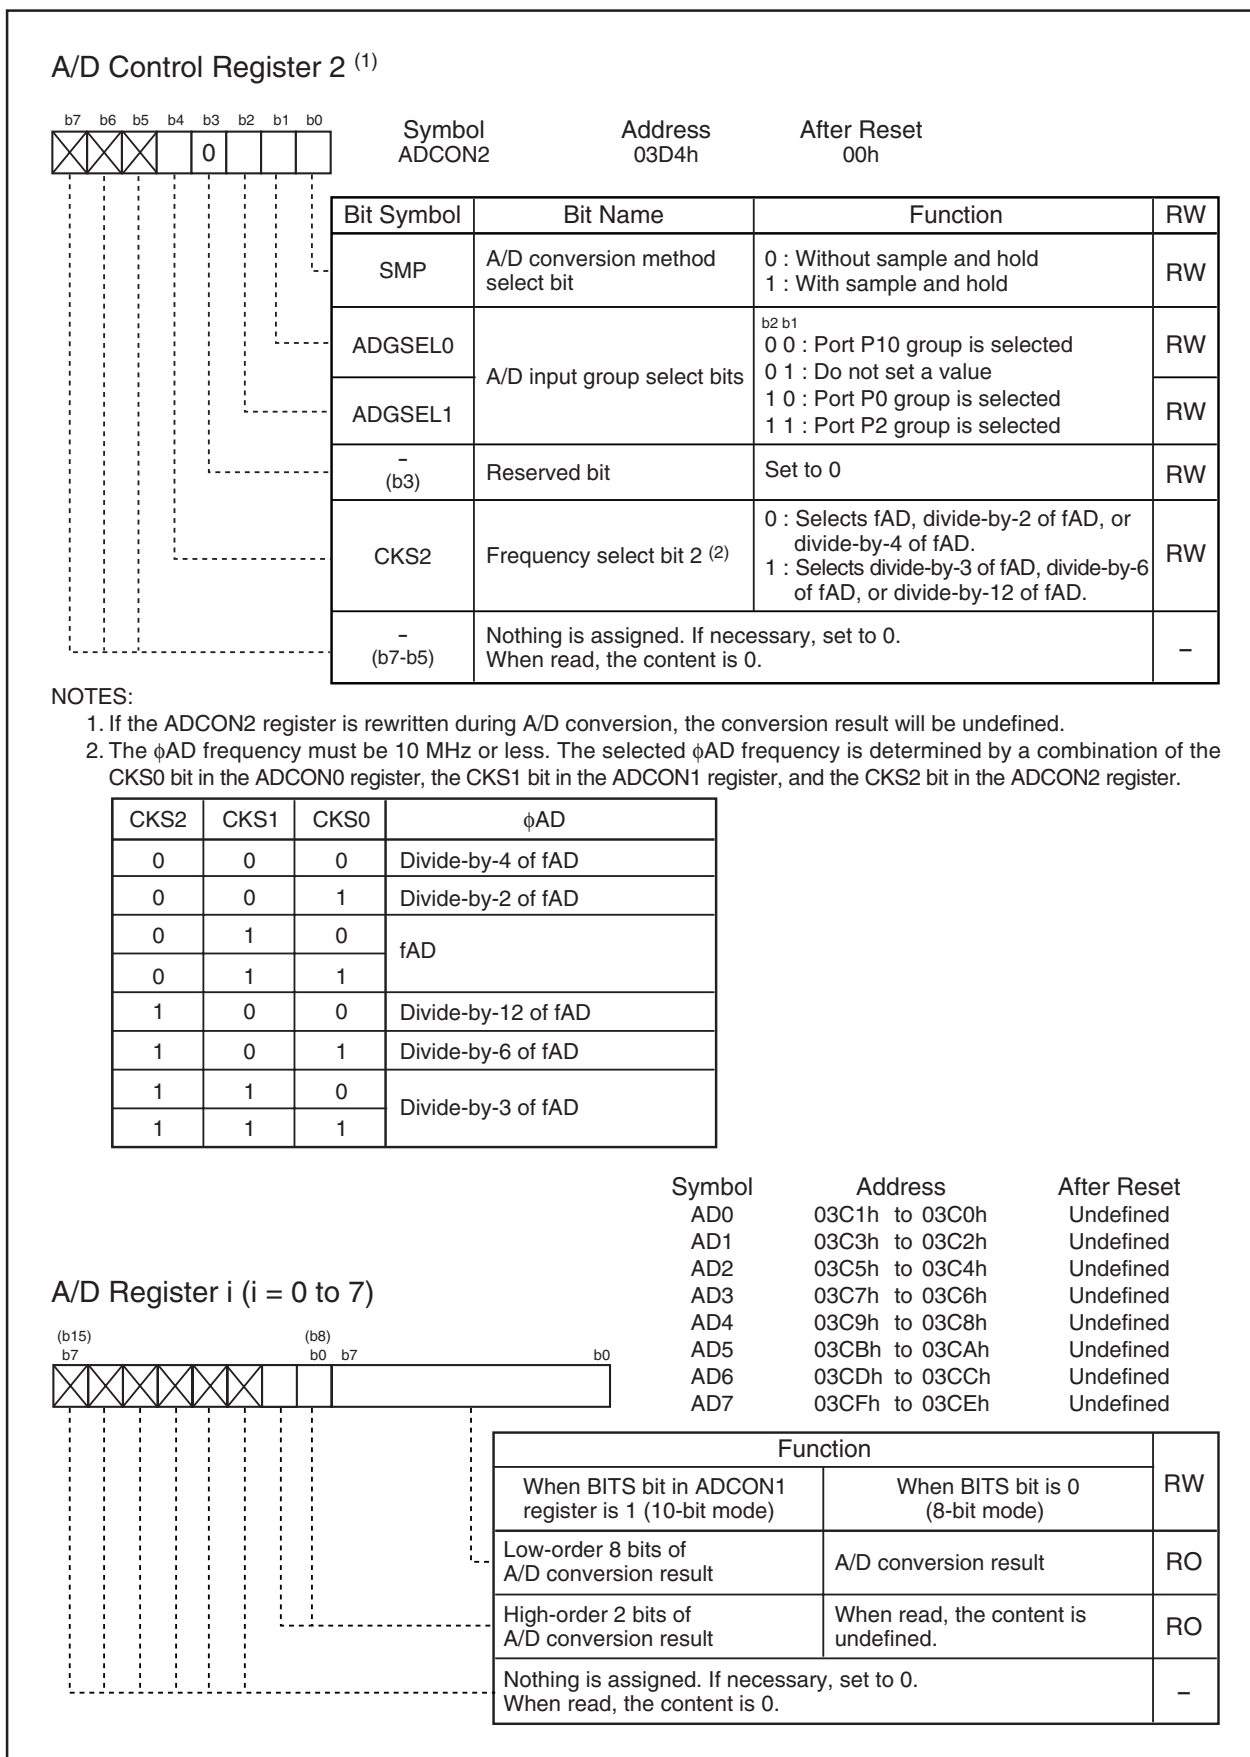 A/D Control Register 2 (1)
b7 b6 b5 b4 b3 b2 b1 b0
0
Symbol Address After Reset
ADCON2 03D4h 00h
Bit Symbol Bit Name Function RW
SMP A/D conversion method select bit 0 : Without sample and hold RW
1 : With sample and hold
b2 b1
ADGSEL0 A/D input group select bits 0 0 : Port P10 group is selected RW
0 1 : Do not set a value
ADGSEL1 1 0 : Port P0 group is selected RW
1 1 : Port P2 group is selected
– (b3) Reserved bit Set to 0 RW
CKS2 Frequency select bit 2 (2) 0 : Selects fAD, divide-by-2 of fAD, or RW
divide-by-4 of fAD.
1 : Selects divide-by-3 of fAD, divide-by-6
of fAD, or divide-by-12 of fAD.
– (b7-b5) Nothing is assigned. If necessary, set to 0. –
When read, the content is 0.
NOTES:
1. If the ADCON2 register is rewritten during A/D conversion, the conversion result will be undefined.
2. The ϕAD frequency must be 10 MHz or less. The selected ϕAD frequency is determined by a combination of the
CKS0 bit in the ADCON0 register, the CKS1 bit in the ADCON1 register, and the CKS2 bit in the ADCON2 register.
CKS2 CKS1 CKS0 ϕAD
0 0 0 Divide-by-4 of fAD
0 0 1 Divide-by-2 of fAD
0 1 0 fAD
0 1 1
1 0 0 Divide-by-12 of fAD
1 0 1 Divide-by-6 of fAD
1 1 0 Divide-by-3 of fAD
1 1 1
Symbol Address After Reset
AD0 03C1h to 03C0h Undefined
AD1 03C3h to 03C2h Undefined
AD2 03C5h to 03C4h Undefined
AD3 03C7h to 03C6h Undefined
AD4 03C9h to 03C8h Undefined
AD5 03CBh to 03CAh Undefined
AD6 03CDh to 03CCh Undefined
AD7 03CFh to 03CEh Undefined
A/D Register i (i = 0 to 7)
(b15) (b8)
b7 b0 b7 b0
Function RW
When BITS bit in ADCON1 When BITS bit is 0
register is 1 (10-bit mode) (8-bit mode)
Low-order 8 bits of A/D conversion result RO
A/D conversion result
High-order 2 bits of When read, the content is RO
A/D conversion result undefined.
Nothing is assigned. If necessary, set to 0. –
When read, the content is 0.